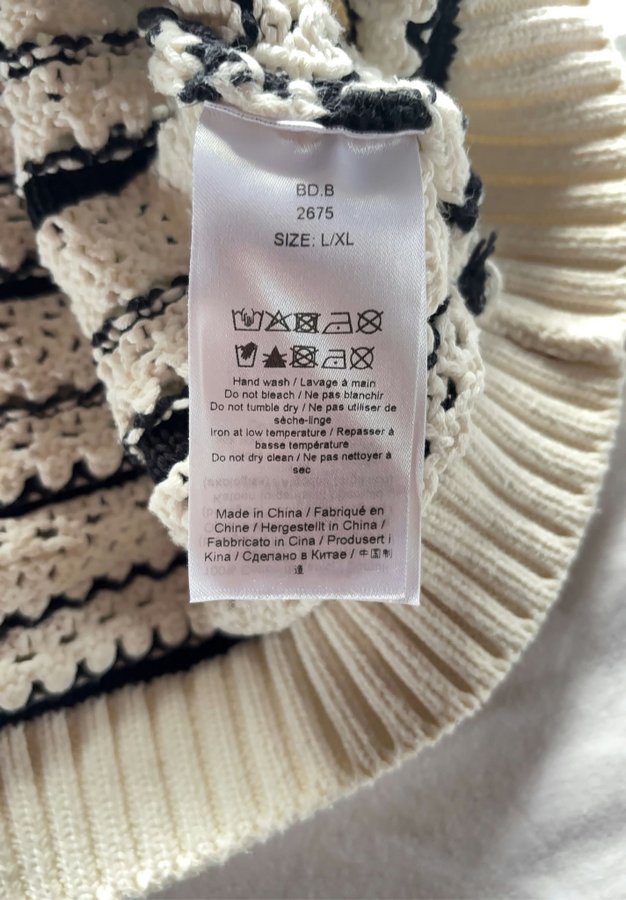 BD.B
2675
SIZE: L/XL
Hand wash / Lavage à main
Do not bleach / Ne pas blanchir
Do not tumble dry / Ne pas utiliser de
sèche-linge
Iron at low temperature / Repasser à
basse température
Do not dry clean / Ne pas nettoyer à
sec
Made in China / Fabriqué en
Chine / Hergestellt in China /
Fabbricato in Cina / Produsert i
Kina / Сделано в Китае / 中国制
造